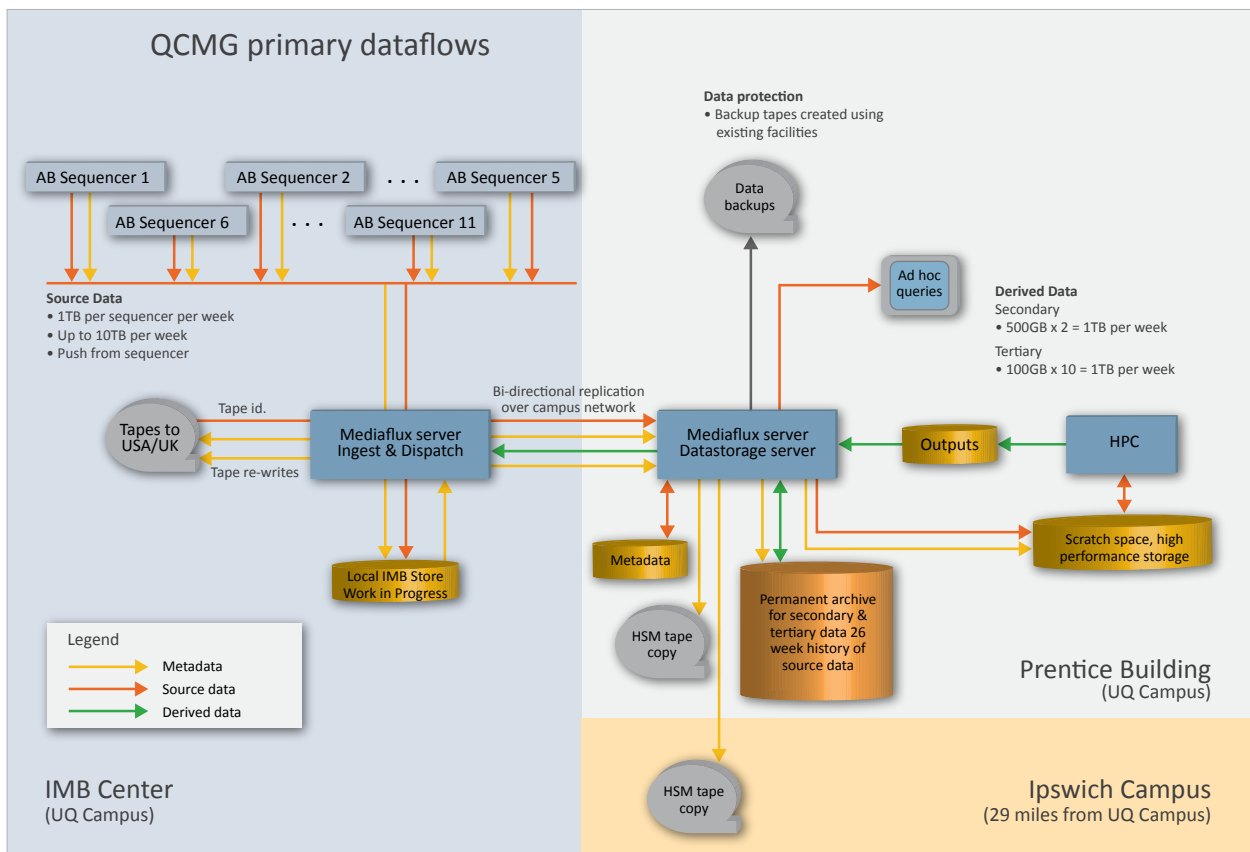 QCMG primary dataflows
AB Sequencer 1
AB Sequencer 2
. . .
AB Sequencer 5
AB Sequencer 6
. . .
AB Sequencer 11
Source Data
• 1TB per sequencer per week
• Up to 10TB per week
• Push from sequencer
Tapes to
USA/UK
Tape id.
Tape re-writes
Mediaflux server
Ingest & Dispatch
Local IMB Store
Work in Progress
Legend
Metadata
Source data
Derived data
IMB Center
(UQ Campus)
Bi-directional replication
over campus network
Data protection
• Backup tapes created using
existing facilities
Data
backups
Ad hoc
queries
Derived Data
Secondary
• 500GB x 2 = 1TB per week
Tertiary
• 100GB x 10 = 1TB per week
Mediaflux server
Datastorage server
Outputs
HPC
Metadata
Scratch space, high
performance storage
HSM tape
copy
Permanent archive
for secondary &
tertiary data 26
week history of
source data
Prentice Building
(UQ Campus)
HSM tape
copy
Ipswich Campus
(29 miles from UQ Campus)